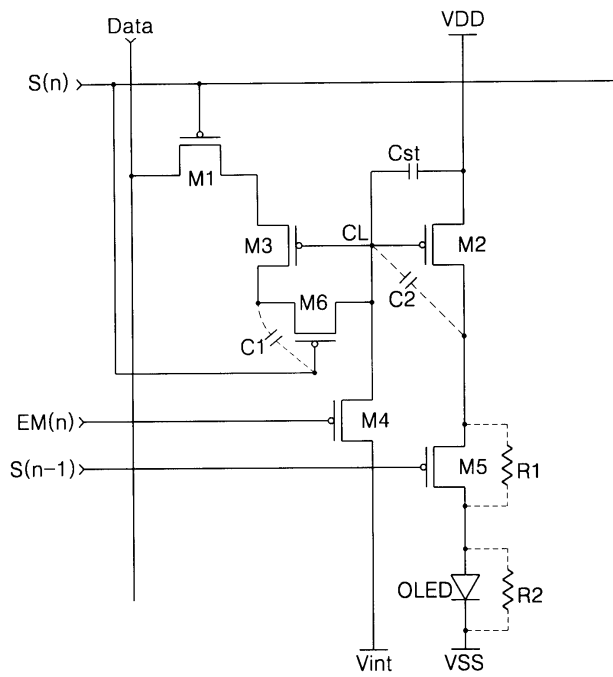 Data
VDD
S(n)
Cst
M1
CL
M3
M2
M6
C2
C1
EM(n)
M4
S(n-1)
M5
R1
OLED
R2
Vint
VSS